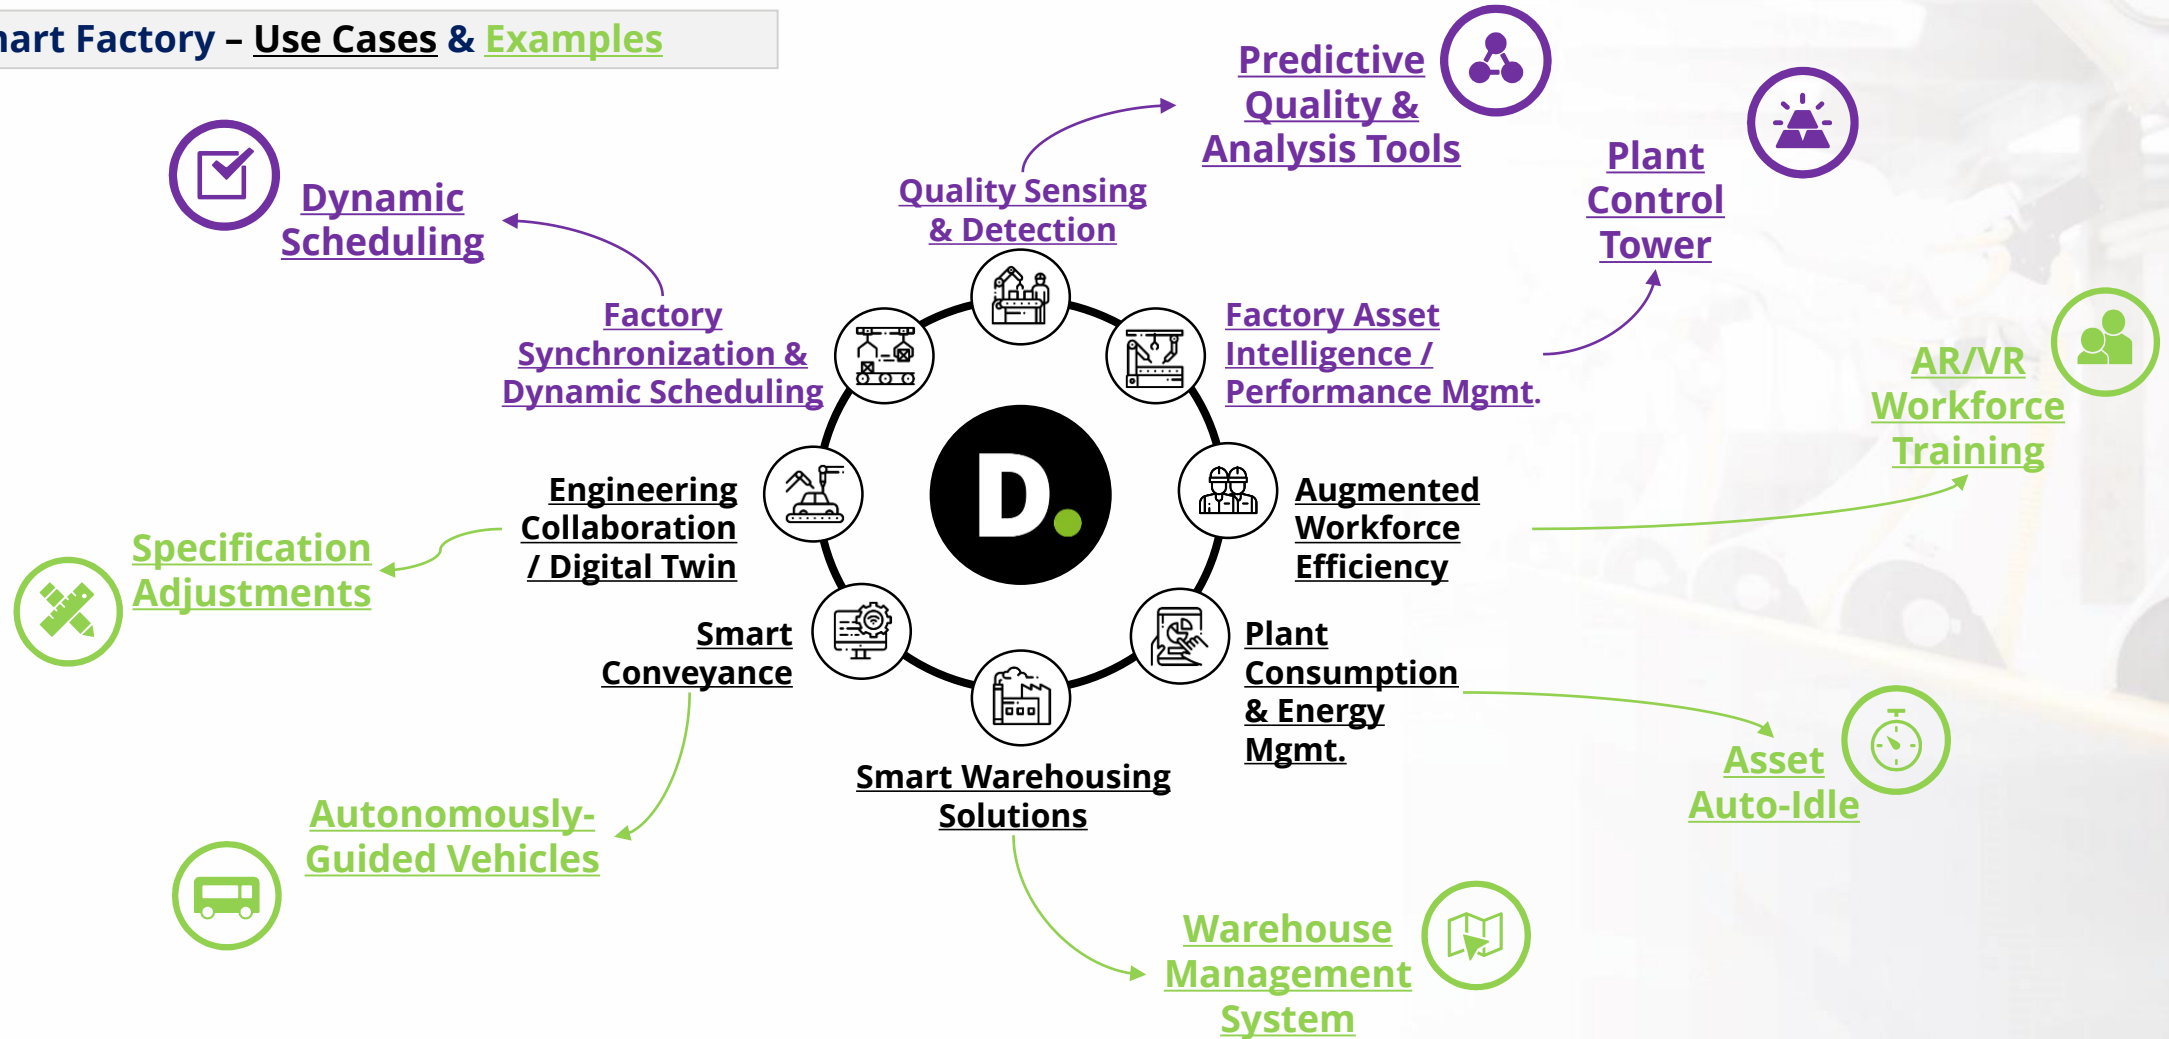 mart Factory – Use Cases & Examples
Predictive
Quality &
Analysis Tools
Plant
Control
Tower
Dynamic
Scheduling
Quality Sensing
& Detection
Factory
Synchronization &
Dynamic Scheduling
Factory Asset
Intelligence /
Performance Mgmt.
AR/VR
Workforce
Training
Engineering
Collaboration
/ Digital Twin
D.
Augmented
Workforce
Efficiency
Specification
Adjustments
Smart
Conveyance
Plant
Consumption
& Energy
Mgmt.
Smart Warehousing
Solutions
Asset
Auto-Idle
Autonomously-
Guided Vehicles
Warehouse
Management
System